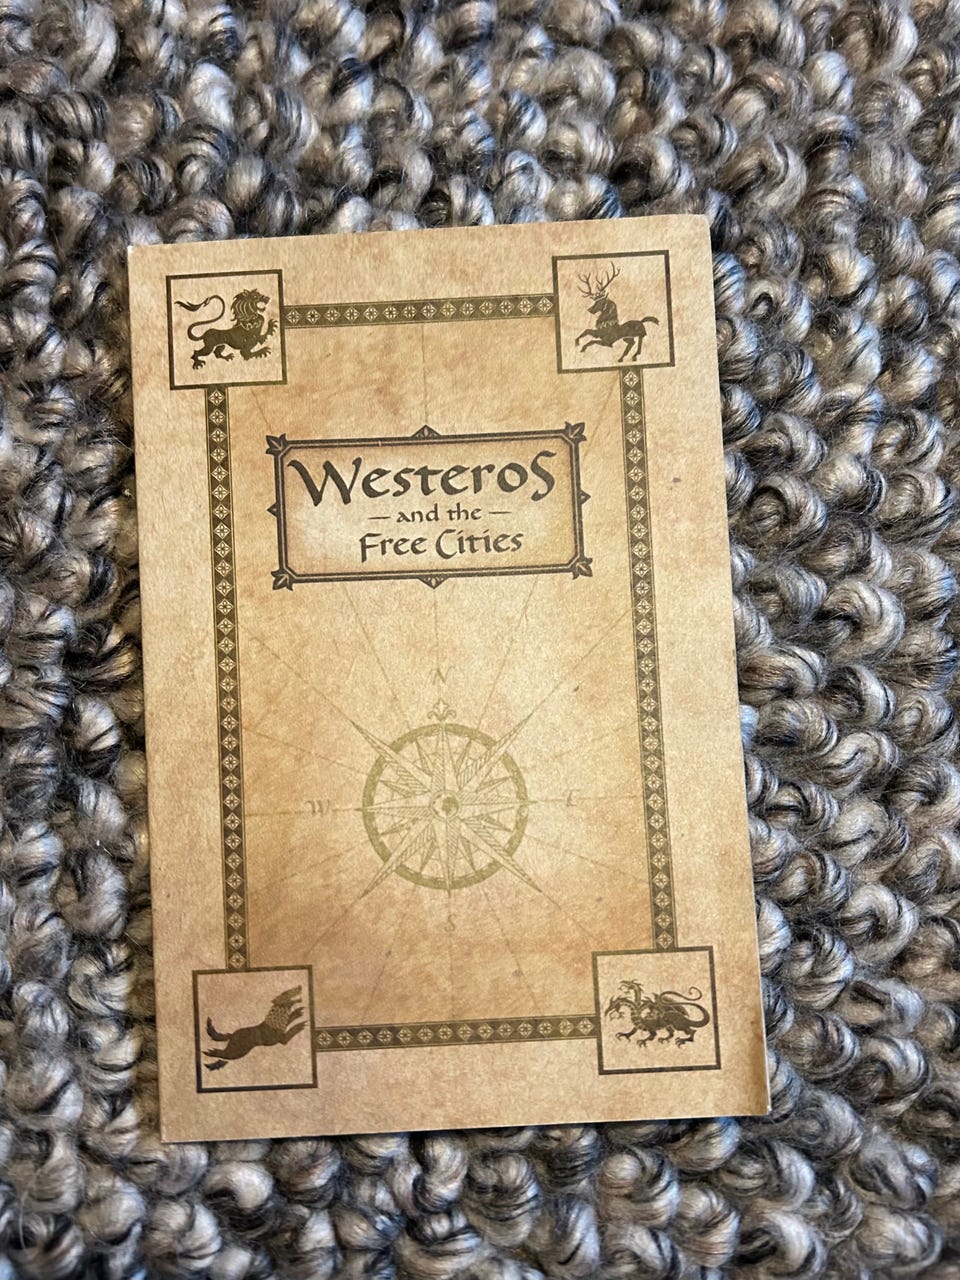 Westeros
— and the —
Free Cities
N
W E
S